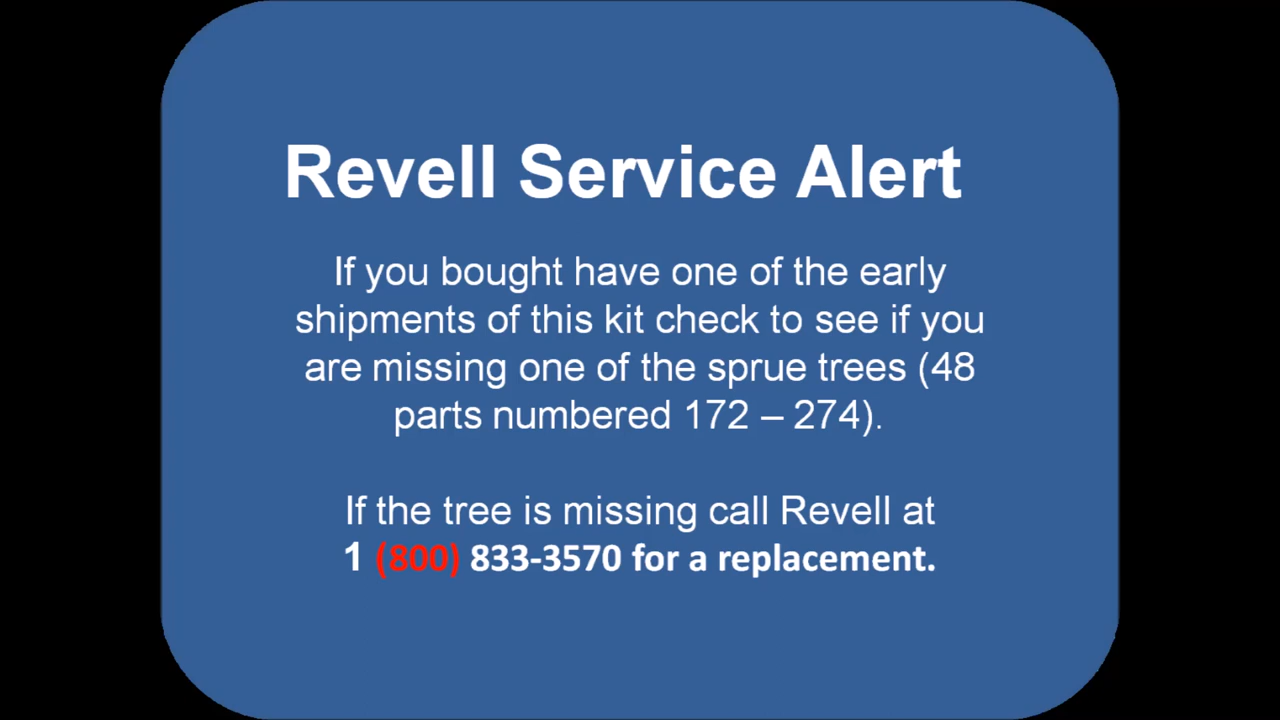 Revell Service Alert
If you bought have one of the early
shipments of this kit check to see if you
are missing one of the sprue trees (48
parts numbered 172 – 274).
If the tree is missing call Revell at
1 (800) 833-3570 for a replacement.